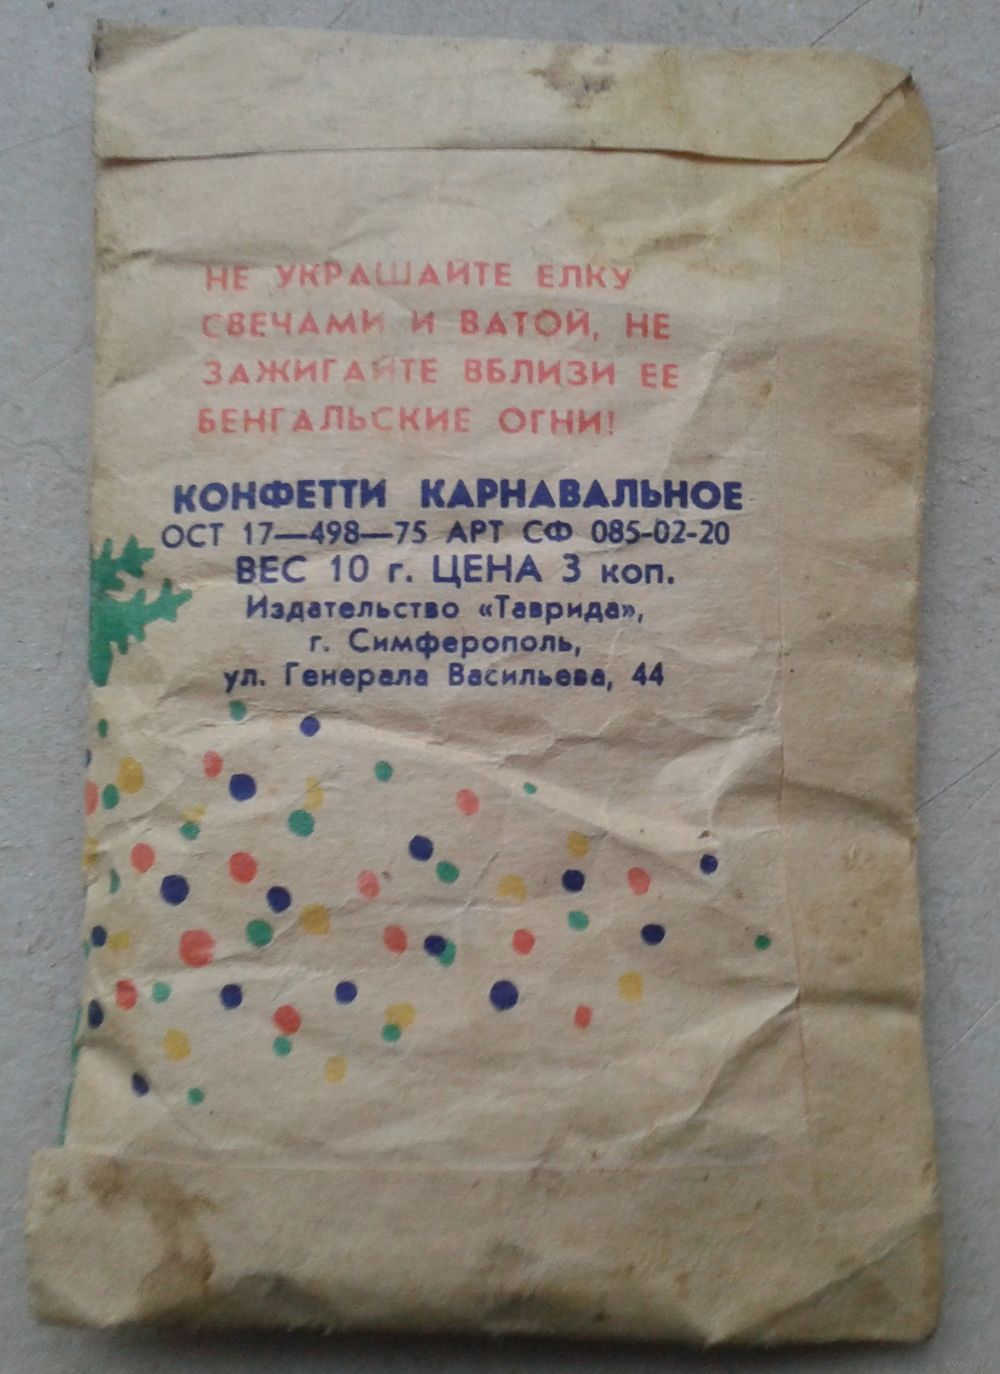 НЕ УКРАШАЙТЕ ЕЛКУ
СВЕЧАМИ И ВАТОЙ, НЕ
ЗАЖИГАЙТЕ ВБЛИЗИ ЕЕ
БЕНГАЛЬСКИЕ ОГНИ!
КОНФЕТТИ КАРНАВАЛЬНОЕ
ОСТ 17—498—75 АРТ СФ 085-02-20
ВЕС 10 г. ЦЕНА 3 коп.
Издательство «Таврида»,
г. Симферополь,
ул. Генерала Васильева, 44